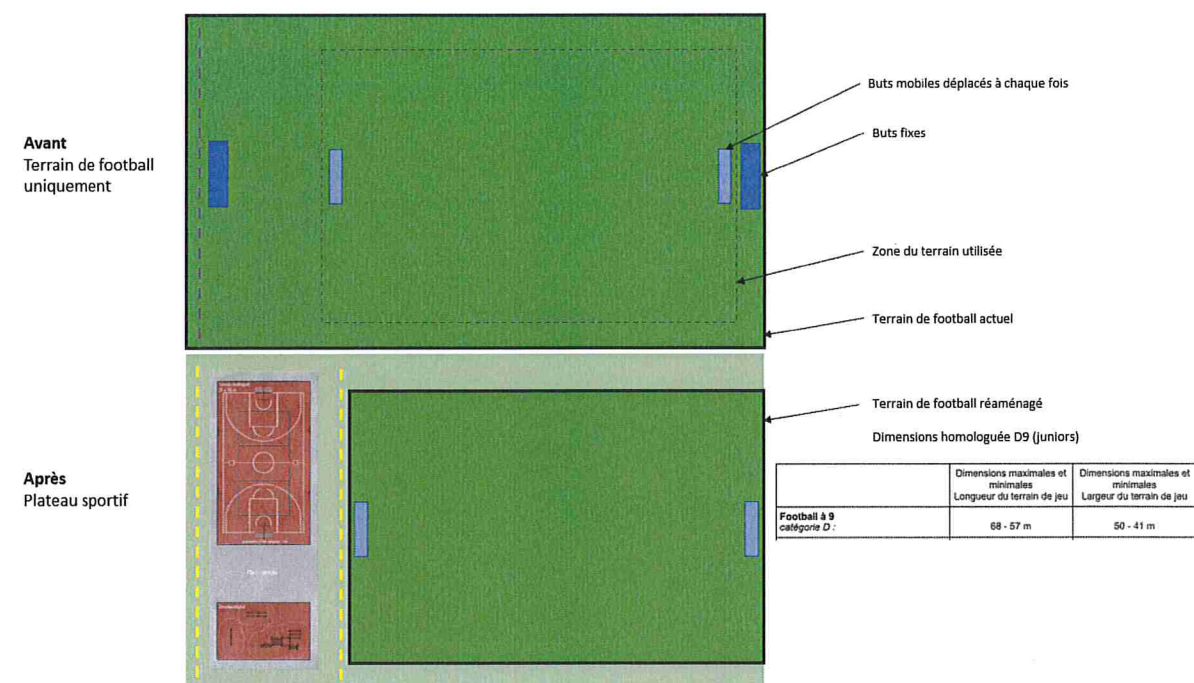 Avant
Terrain de football
uniquement
Buts mobiles déplacés à chaque fois
Buts fixes
Zone du terrain utilisée
Terrain de football actuel
Après
Plateau sportif
Terrain de football réaménagé
Dimensions homologuée D9 (juniors)
Dimensions maximales et
minimales
Longueur du terrain de jeu
Dimensions maximales et
minimales
Largeur du terrain de jeu
Football à 9
catégorie D :
68 - 57 m
50 - 41 m